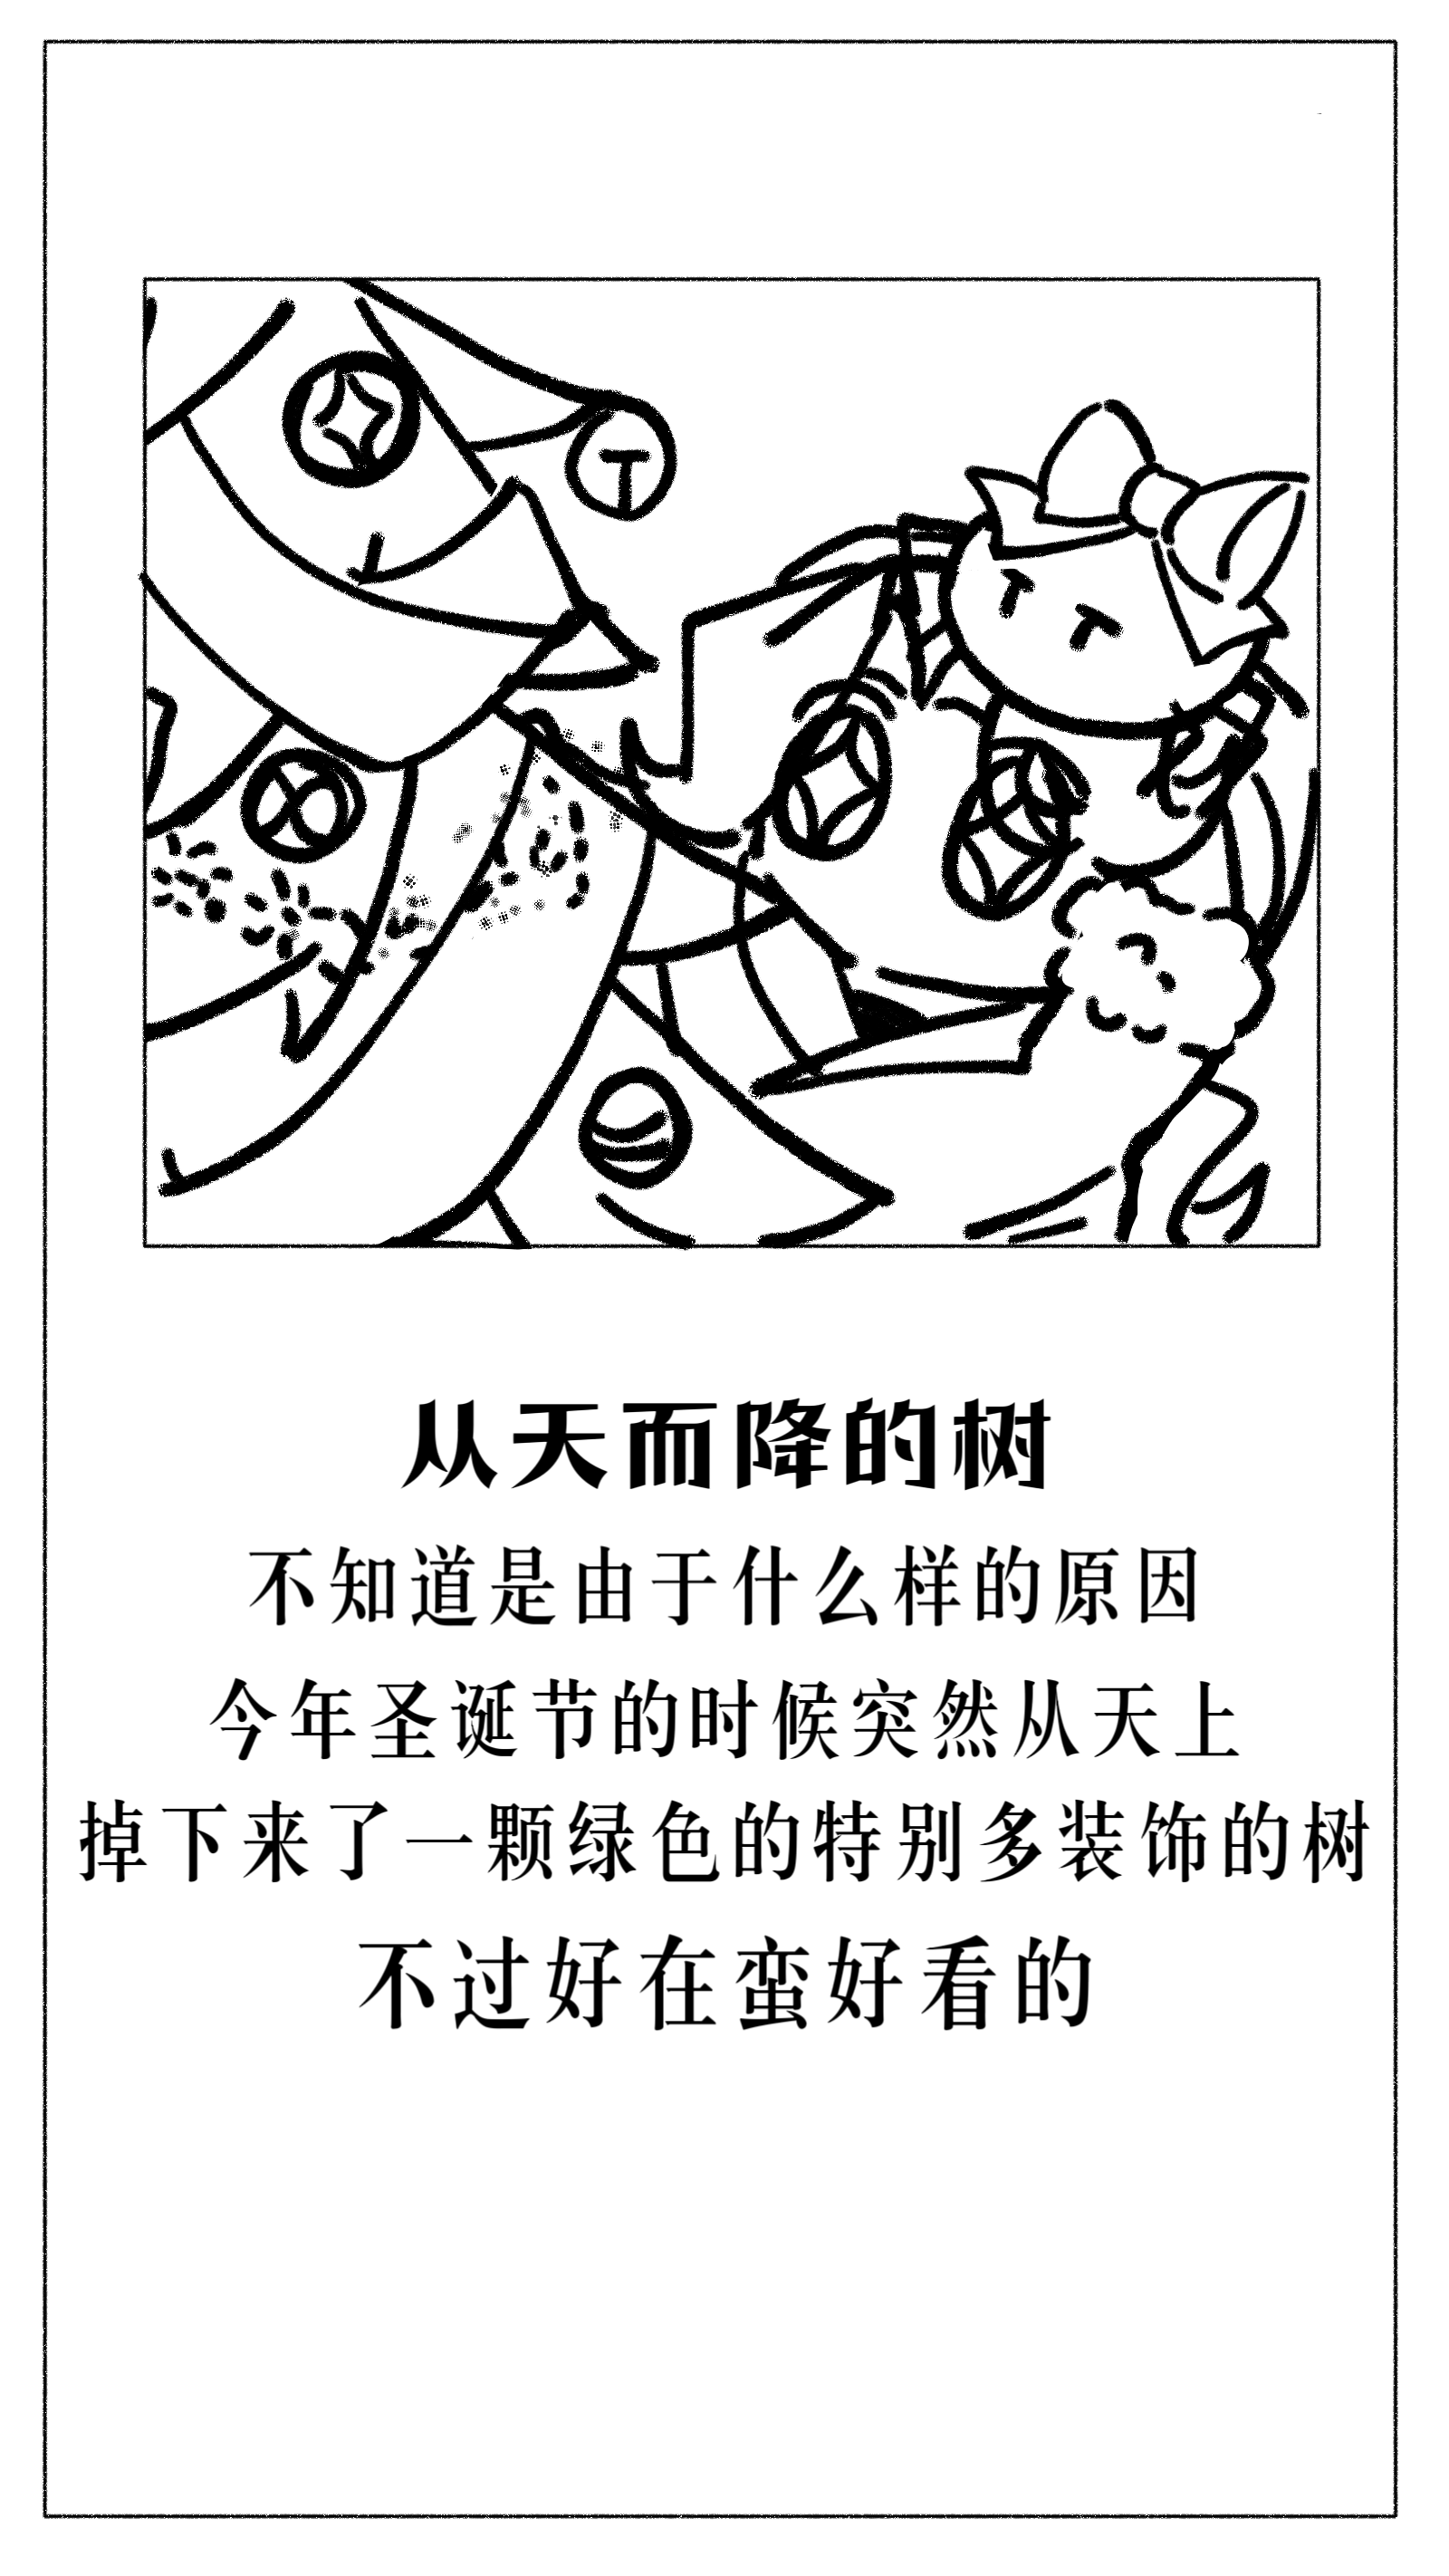 从天而降的树
不知道是由于什么样的原因
今年圣诞节的时候突然从天上
掉下来了一颗绿色的特别多装饰的树
不过好在蛮好看的